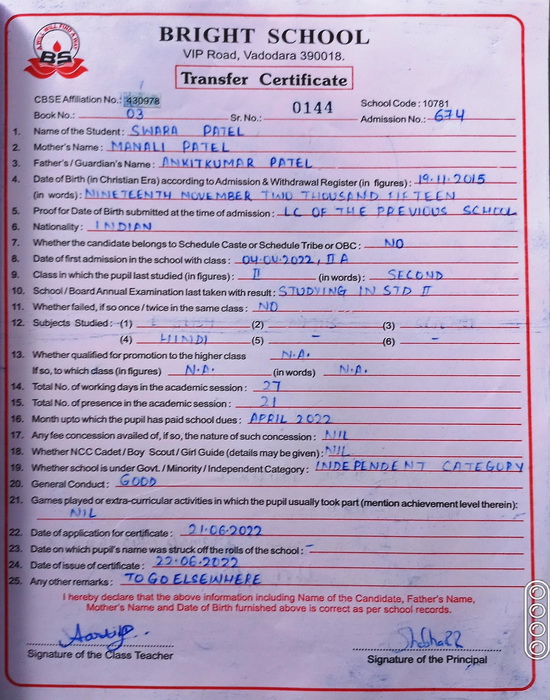 BRIGHT SCHOOL
VIP Road, Vadodara 390018.
BS
Transfer Certificate
CBSE Affiliation No.: 430978 School Code : 10781
Book No.: 03 Sr. No.: 0144 Admission No.: 674
1. Name of the Student : SWARA PATEL
2. Mother's Name : MANALI PATEL
3. Father's / Guardian's Name : ANKITKUMAR PATEL
4. Date of Birth (in Christian Era) according to Admission & Withdrawal Register (in figures) : 19.11.2015
(in words) : NINETEENTH NOVEMBER TWO THOUSAND FIFTEEN
5. Proof for Date of Birth submitted at the time of admission : LC OF THE PREVIOUS SCHOOL
6. Nationality : INDIAN
7. Whether the candidate belongs to Schedule Caste or Schedule Tribe or OBC : NO
8. Date of first admission in the school with class : 04.04.2022, II A
9. Class in which the pupil last studied (in figures) : II (in words) : SECOND
10. School / Board Annual Examination last taken with result : STUDYING IN STD II
11. Whether failed, if so once / twice in the same class : NO
12. Subjects Studied : (1) (2) (3)
(4) HINDI (5) – (6) –
13. Whether qualified for promotion to the higher class N.A.
If so, to which class (in figures) N.A. (in words) N.A.
14. Total No. of working days in the academic session : 27
15. Total No. of presence in the academic session : 21
16. Month upto which the pupil has paid school dues : APRIL 2022
17. Any fee concession availed of, if so, the nature of such concession : NIL
18. Whether NCC Cadet / Boy Scout / Girl Guide (details may be given) : NIL
19. Whether school is under Govt. / Minority / Independent Category : INDEPENDENT CATEGORY
20. General Conduct : GOOD
21. Games played or extra-curricular activities in which the pupil usually took part (mention achievement level therein) :
NIL
22. Date of application for certificate : 21.06.2022
23. Date on which pupil's name was struck off the rolls of the school : –
24. Date of issue of certificate : 22.06.2022
25. Any other remarks : TO GO ELSEWHERE
I hereby declare that the above information including Name of the Candidate, Father's Name,
Mother's Name and Date of Birth furnished above is correct as per school records.
Signature of the Class Teacher Signature of the Principal